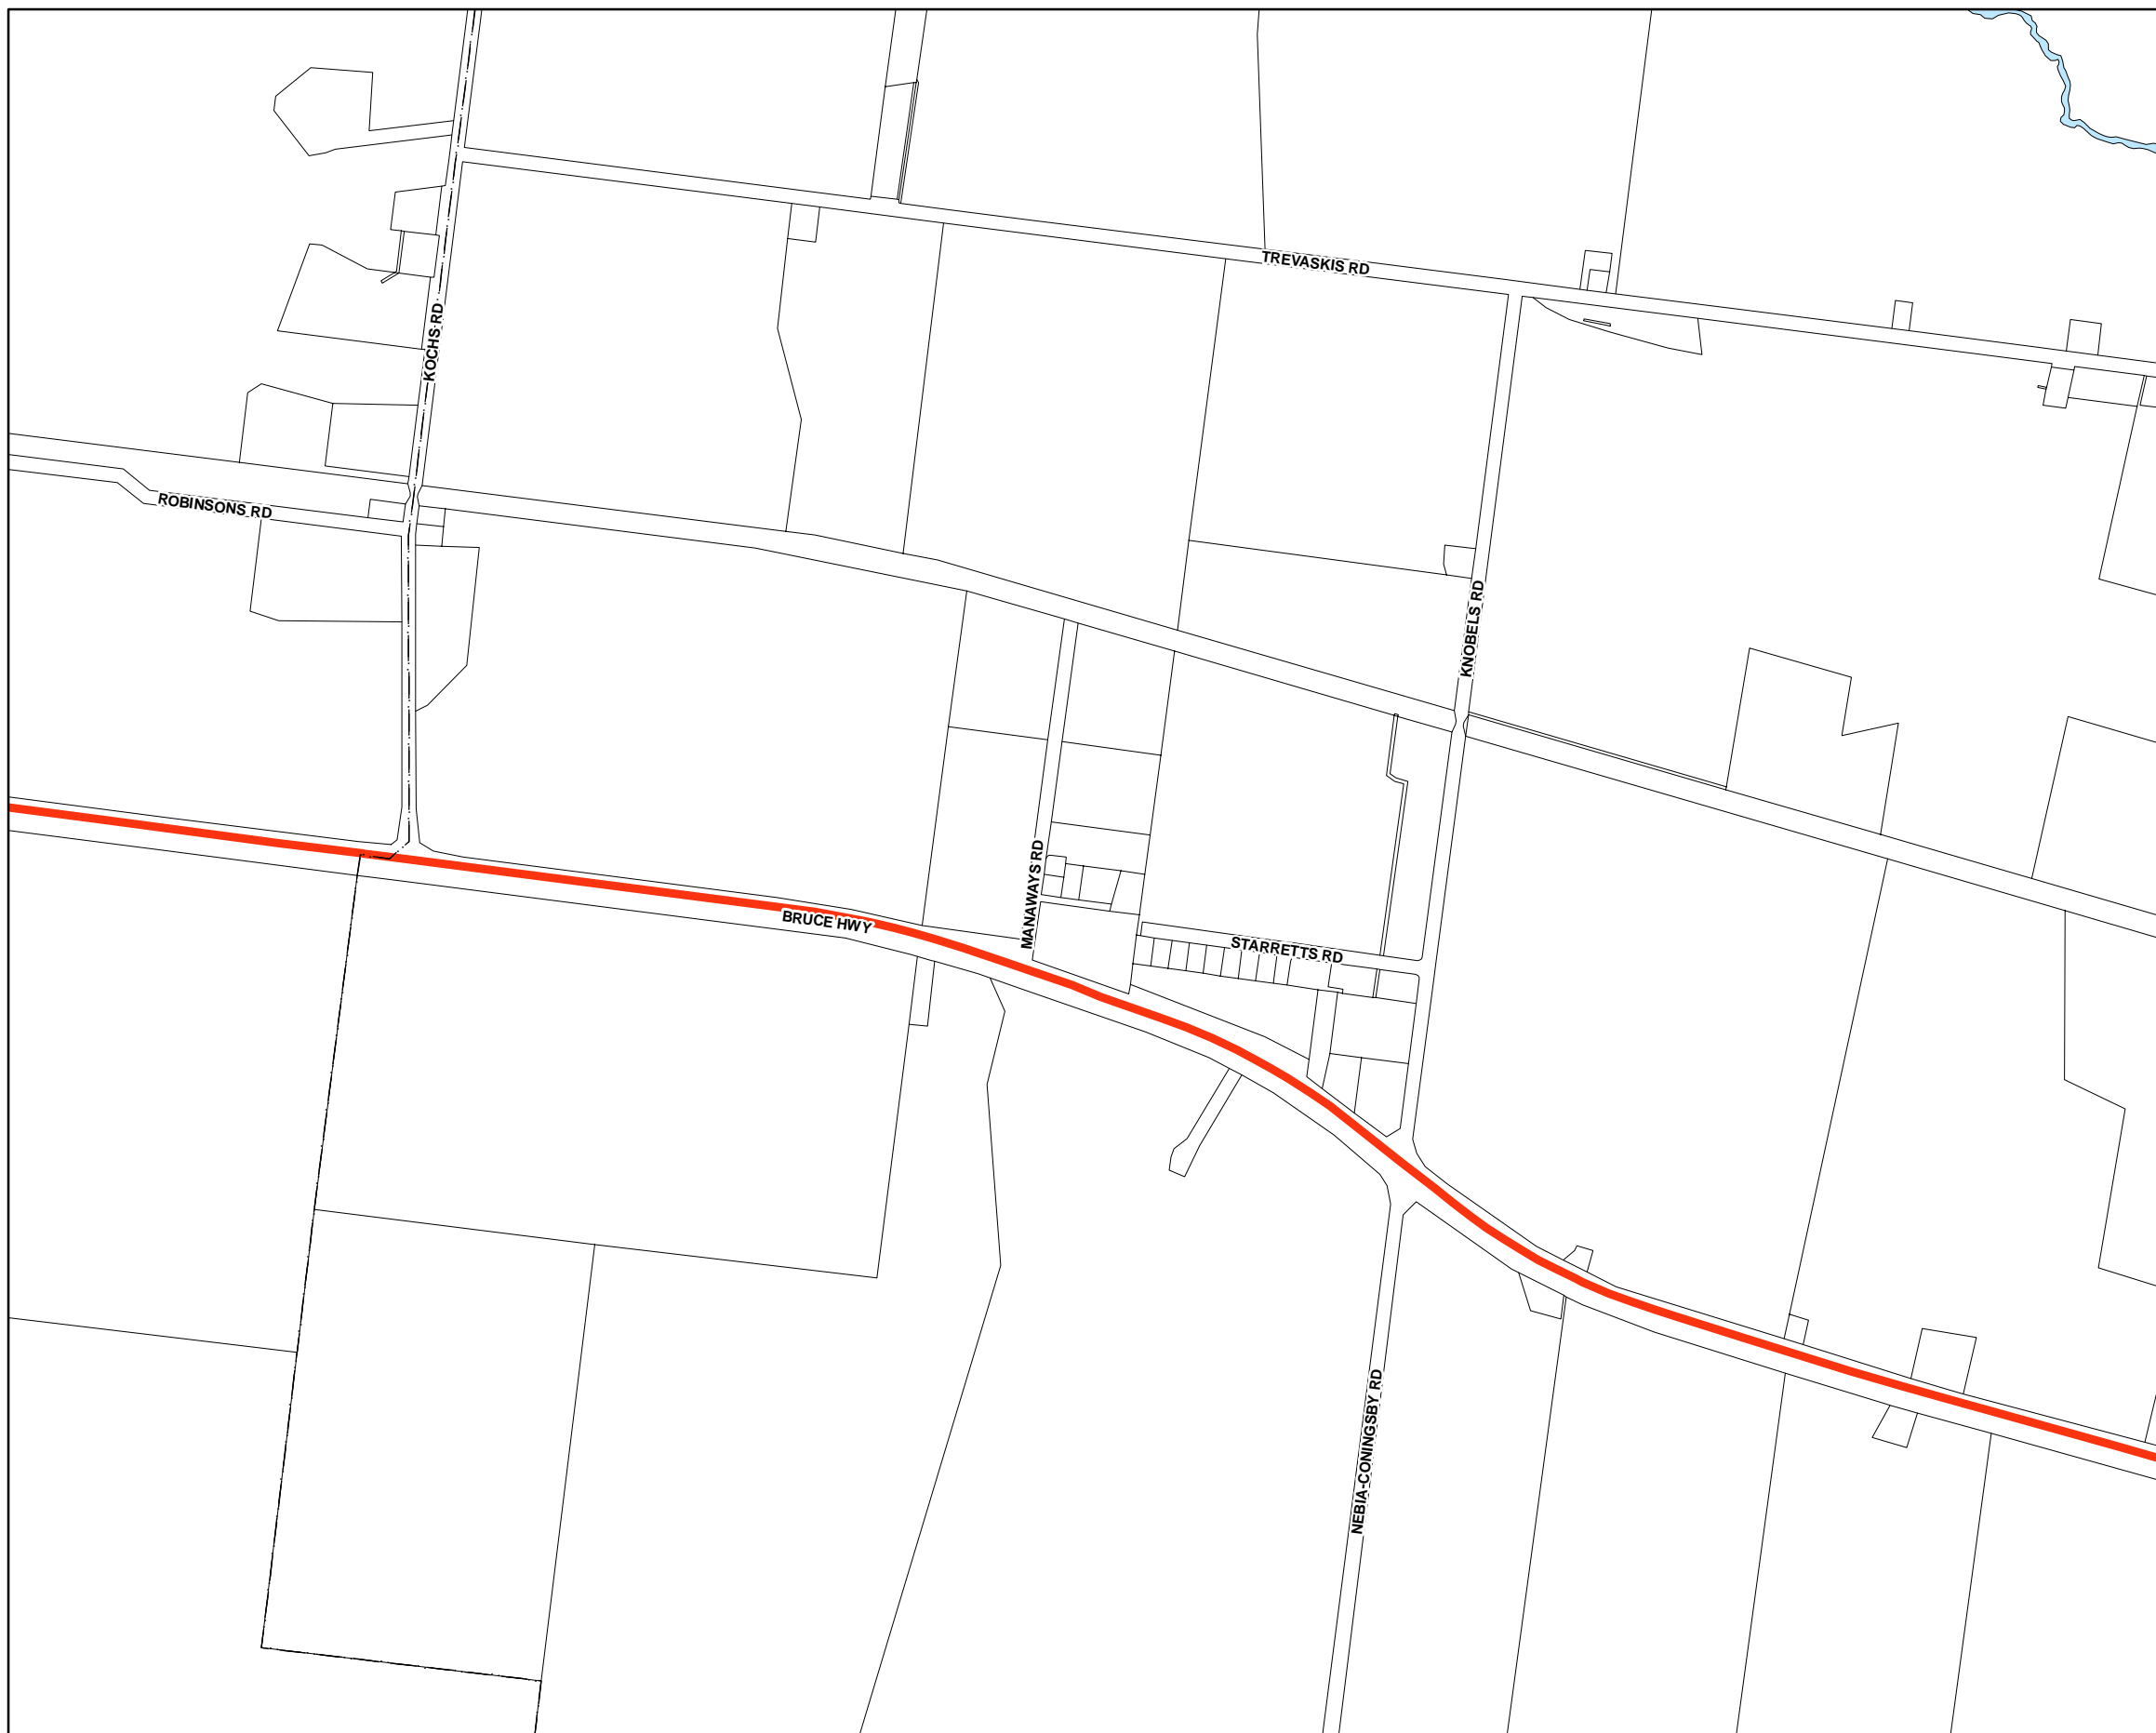 TREVASKIS RD
KOCHS RD
ROBINSONS RD
KNOBELS RD
MANAWAYS RD
BRUCE HWY
STARRETTS RD
NEBIA-CONINGSBY RD